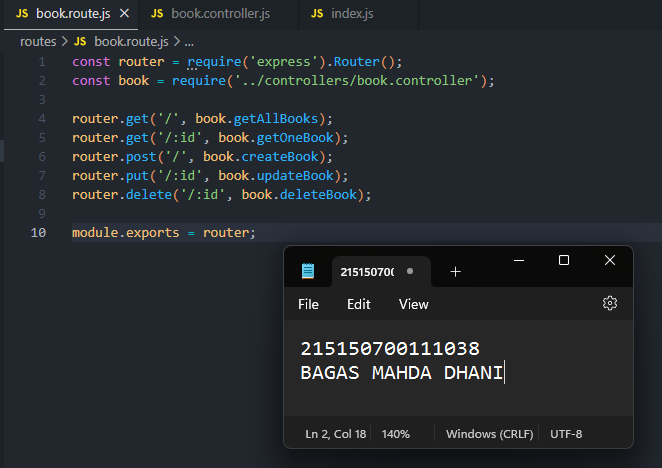 JS book.route.js
JS book.controller.js
JS index.js
routes > JS book.route.js > ...
1 const router = require('express').Router();
2 const book = require('../controllers/book.controller');
3
4 router.get('/', book.getAllBooks);
5 router.get('/:id', book.getOneBook);
6 router.post('/', book.createBook);
7 router.put('/:id', book.updateBook);
8 router.delete('/:id', book.deleteBook);
9
10 module.exports = router;
21515070
File Edit View
215150700111038
BAGAS MAHDA DHANI
Ln 2, Col 18 140% Windows (CRLF) UTF-8